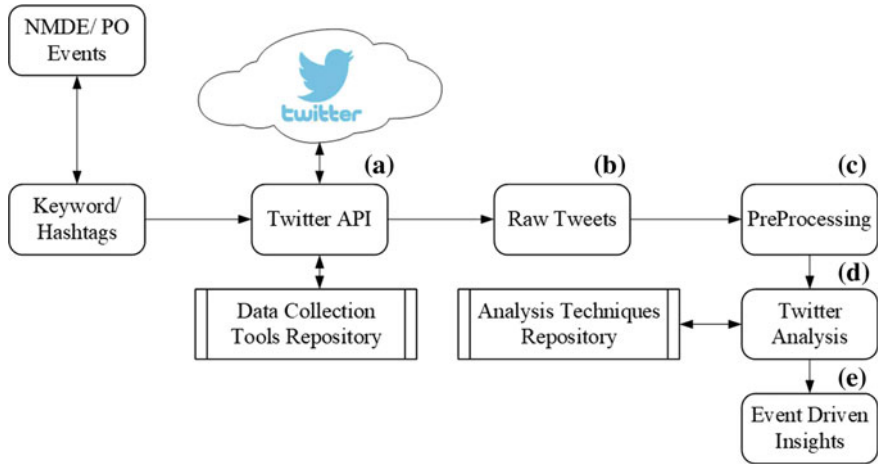 NMDE/ PO
Events
twitter
(a)
(b)
(c)
Keyword/
Hashtags
Twitter API
Raw Tweets
PreProcessing
(d)
Data Collection
Tools Repository
Analysis Techniques
Repository
Twitter
Analysis
(e)
Event Driven
Insights